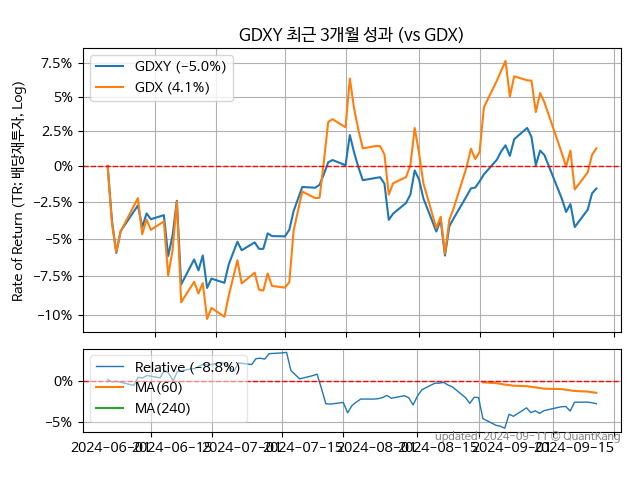 GDXY 최근 3개월 성과 (vs GDX)
Rate of Return (TR: 배당재투자, Log)
7.5%
5%
2.5%
0%
−2.5%
−5%
−7.5%
−10%
GDXY (−5.0%)
GDX (4.1%)
0%
−5%
Relative (−8.8%)
MA(60)
MA(240)
updated: 2024-09-11 © QuantKang
2024-06-01 2024-06-15 2024-07-01 2024-07-15 2024-08-01 2024-08-15 2024-09-01 2024-09-15